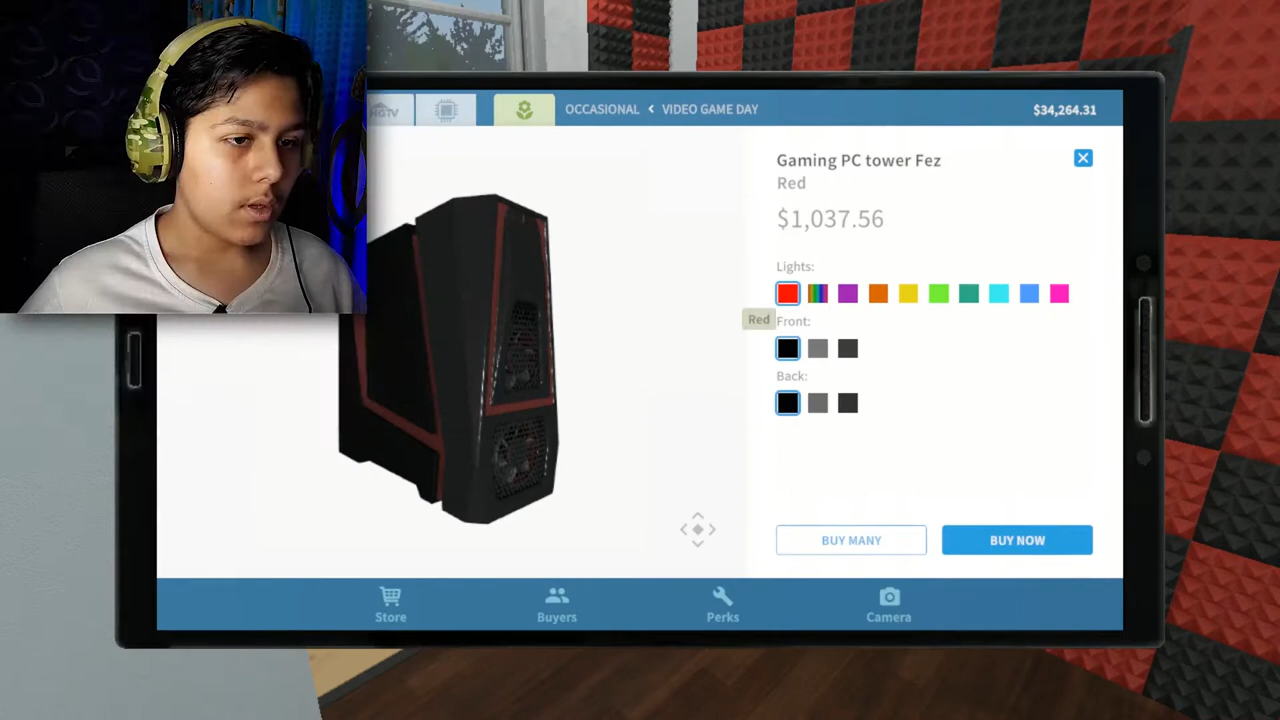 HGTV
OCCASIONAL < VIDEO GAME DAY
$34,264.31
Gaming PC tower Fez
Red
$1,037.56
Lights:
Red
Front:
Back:
BUY MANY
BUY NOW
Store
Buyers
Perks
Camera